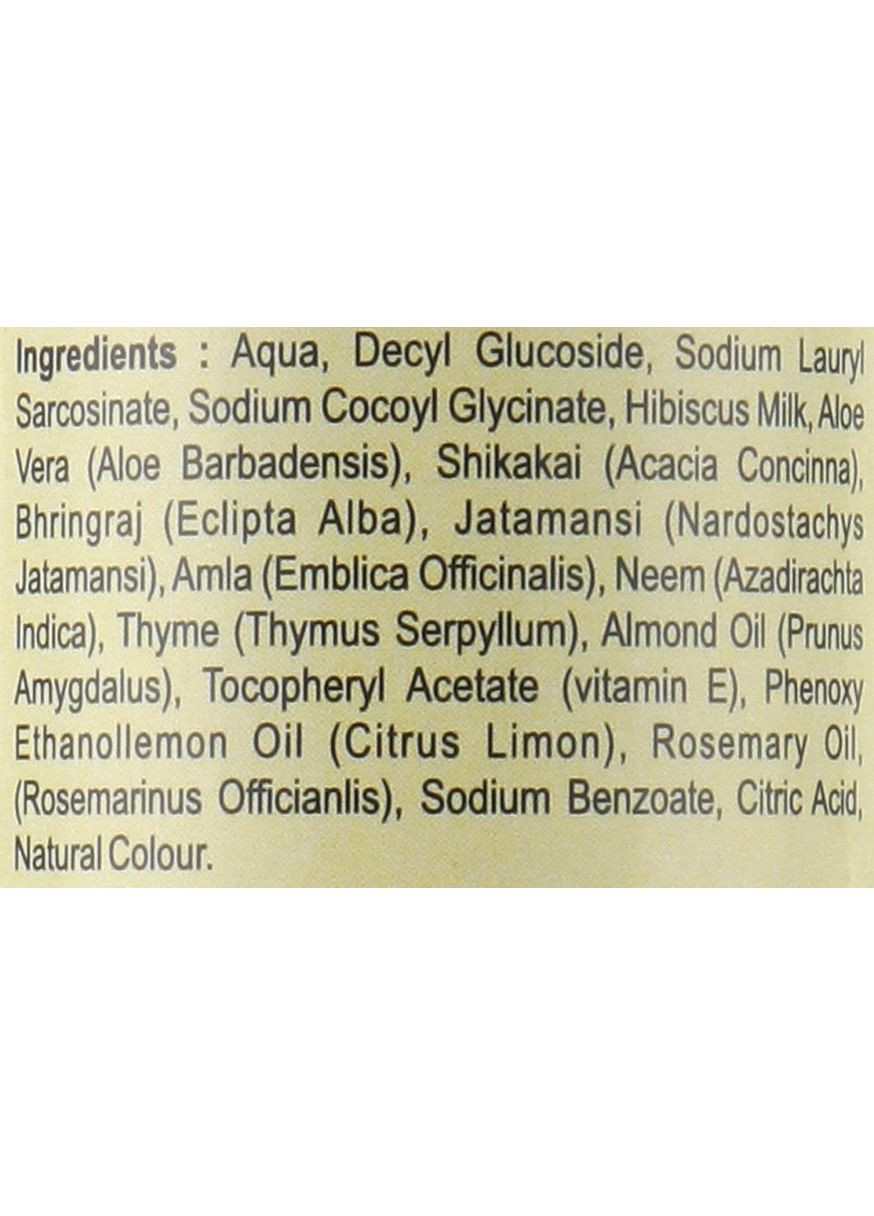 Ingredients : Aqua, Decyl Glucoside, Sodium Lauryl
Sarcosinate, Sodium Cocoyl Glycinate, Hibiscus Milk, Aloe
Vera (Aloe Barbadensis), Shikakai (Acacia Concinna),
Bhringraj (Eclipta Alba), Jatamansi (Nardostachys
Jatamansi), Amla (Emblica Officinalis), Neem (Azadirachta
Indica), Thyme (Thymus Serpyllum), Almond Oil (Prunus
Amygdalus), Tocopheryl Acetate (vitamin E), Phenoxy
Ethanollemon Oil (Citrus Limon), Rosemary Oil,
(Rosemarinus Officianlis), Sodium Benzoate, Citric Acid,
Natural Colour.